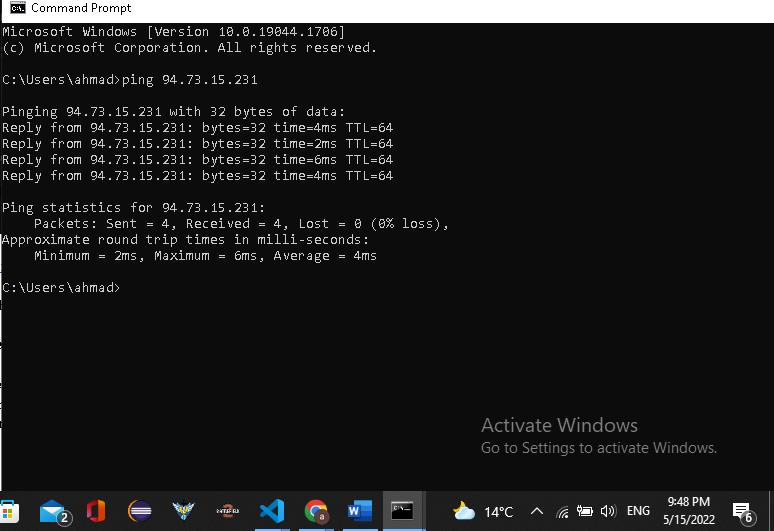 Command Prompt
Microsoft Windows [Version 10.0.19044.1706]
(c) Microsoft Corporation. All rights reserved.
C:\Users\ahmad>ping 94.73.15.231
Pinging 94.73.15.231 with 32 bytes of data:
Reply from 94.73.15.231: bytes=32 time=4ms TTL=64
Reply from 94.73.15.231: bytes=32 time=2ms TTL=64
Reply from 94.73.15.231: bytes=32 time=6ms TTL=64
Reply from 94.73.15.231: bytes=32 time=4ms TTL=64
Ping statistics for 94.73.15.231:
Packets: Sent = 4, Received = 4, Lost = 0 (0% loss),
Approximate round trip times in milli-seconds:
Minimum = 2ms, Maximum = 6ms, Average = 4ms
C:\Users\ahmad>
Activate Windows
Go to Settings to activate Windows.
2
a
W
C:\
14°C
ENG
9:48 PM
5/15/2022
6